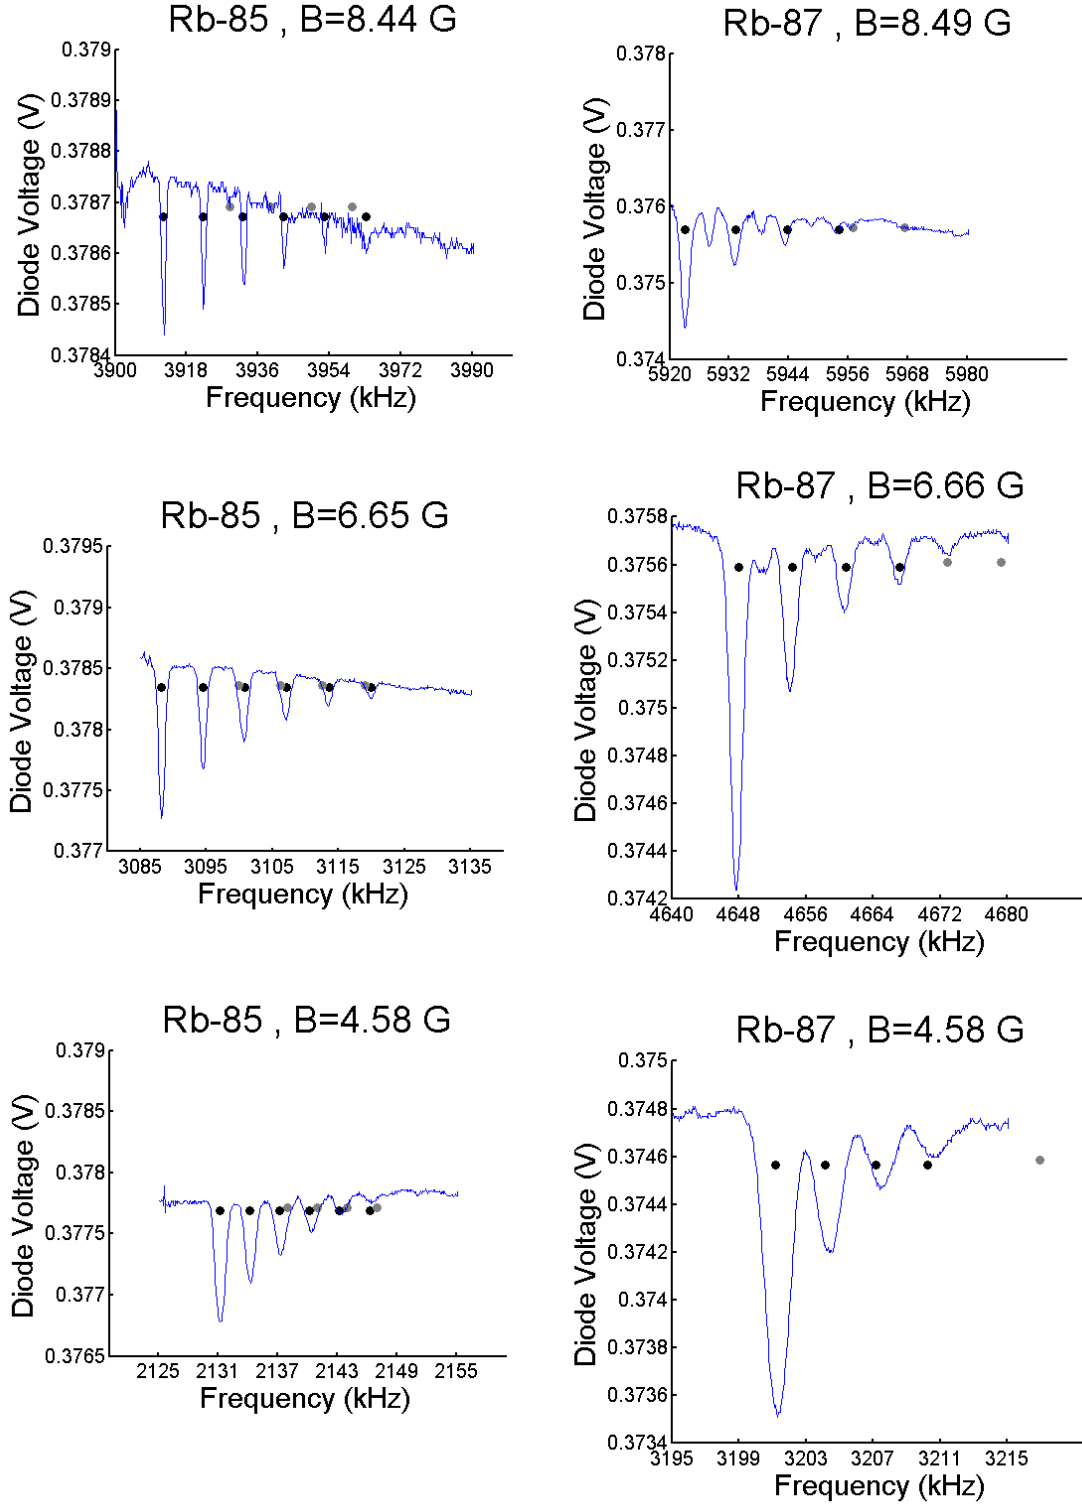 Rb-85 , B=8.44 G
0.379
0.3789
0.3788
0.3787
0.3786
0.3785
0.3784
Diode Voltage (V)
3900 3918 3936 3954 3972 3990
Frequency (kHz)
Rb-87 , B=8.49 G
0.378
0.377
0.376
0.375
0.374
Diode Voltage (V)
5920 5932 5944 5956 5968 5980
Frequency (kHz)
Rb-85 , B=6.65 G
0.3795
0.379
0.3785
0.378
0.3775
0.377
Diode Voltage (V)
3085 3095 3105 3115 3125 3135
Frequency (kHz)
Rb-87 , B=6.66 G
0.3758
0.3756
0.3754
0.3752
0.375
0.3748
0.3746
0.3744
0.3742
Diode Voltage (V)
4640 4648 4656 4664 4672 4680
Frequency (kHz)
Rb-85 , B=4.58 G
0.379
0.3785
0.378
0.3775
0.377
0.3765
Diode Voltage (V)
2125 2131 2137 2143 2149 2155
Frequency (kHz)
Rb-87 , B=4.58 G
0.375
0.3748
0.3746
0.3744
0.3742
0.374
0.3738
0.3736
0.3734
Diode Voltage (V)
3195 3199 3203 3207 3211 3215
Frequency (kHz)